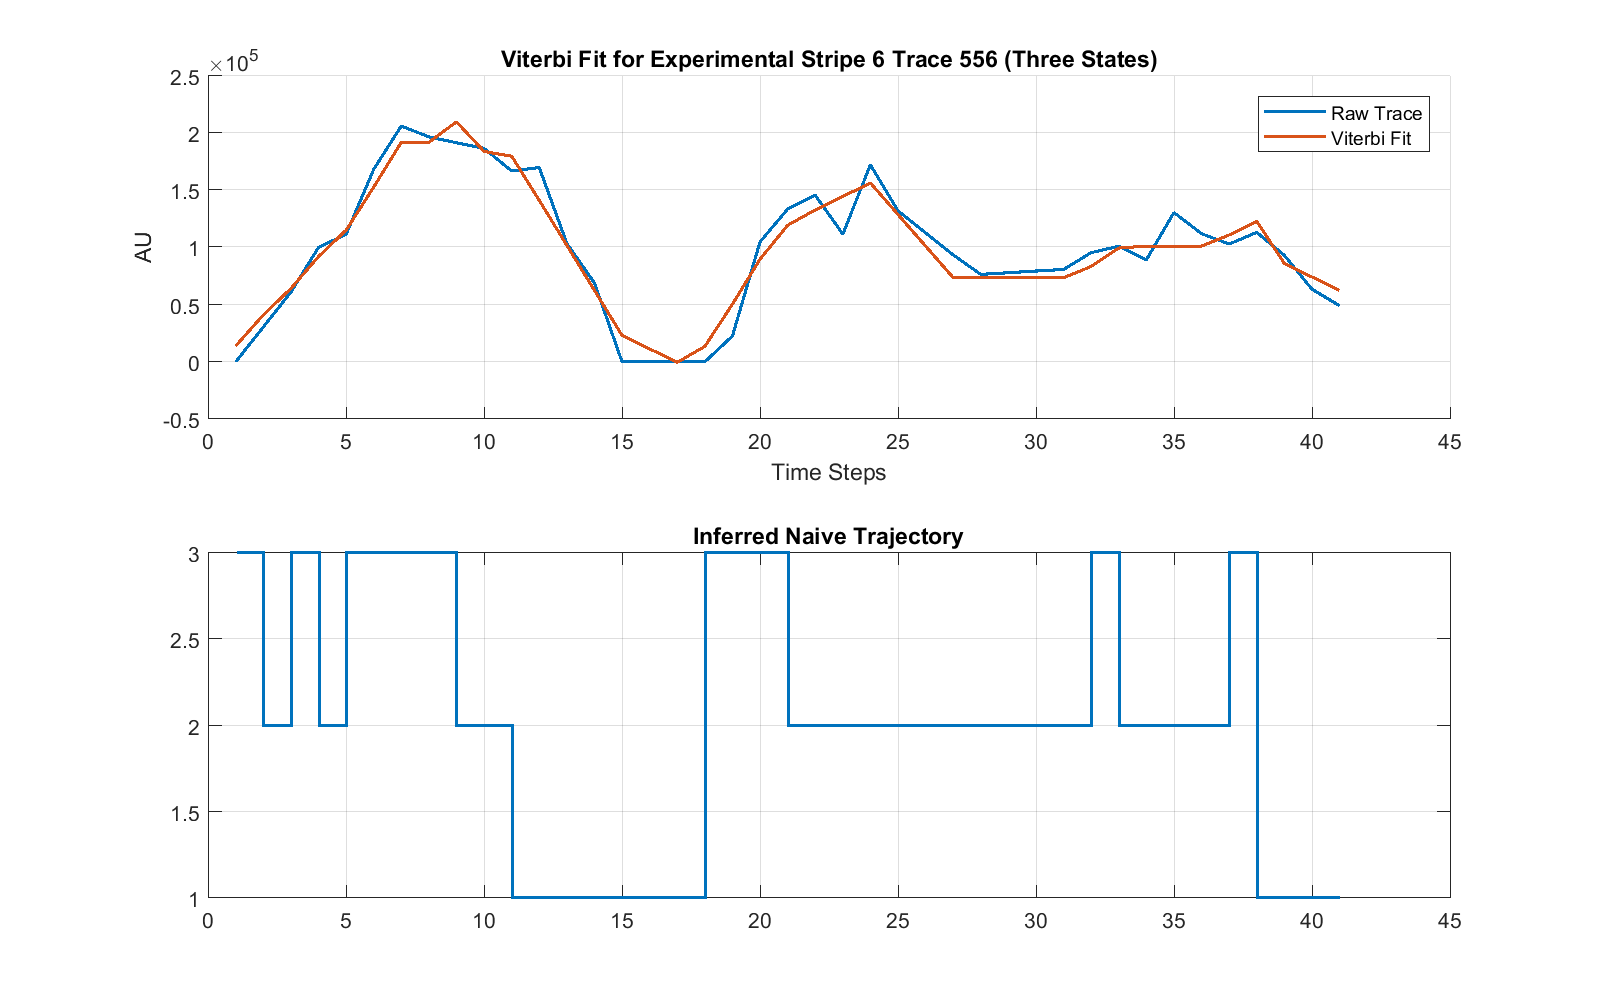 Viterbi Fit for Experimental Stripe 6 Trace 556 (Three States)
×10^5
2.5
2
1.5
1
0.5
0
-0.5
AU
Raw Trace
Viterbi Fit
0 5 10 15 20 25 30 35 40 45
Time Steps
Inferred Naive Trajectory
3
2.5
2
1.5
1
0 5 10 15 20 25 30 35 40 45